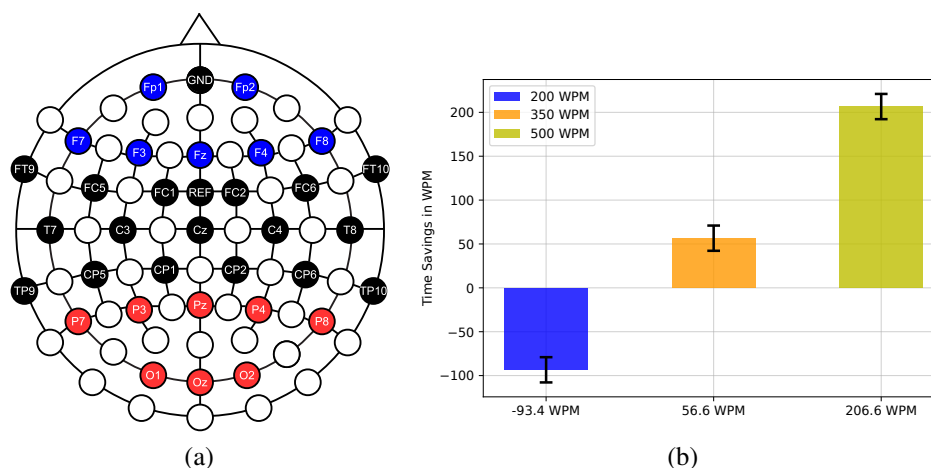 GND
Fp1 Fp2
F7 F3 Fz F4 F8
FT9 FC5 FC1 REF FC2 FC6 FT10
T7 C3 Cz C4 T8
TP9 CP5 CP1 CP2 CP6 TP10
P7 P3 Pz P4 P8
O1 Oz O2
(a)
200 WPM
350 WPM
500 WPM
Time Savings in WPM
200
150
100
50
0
−50
−100
-93.4 WPM 56.6 WPM 206.6 WPM
(b)